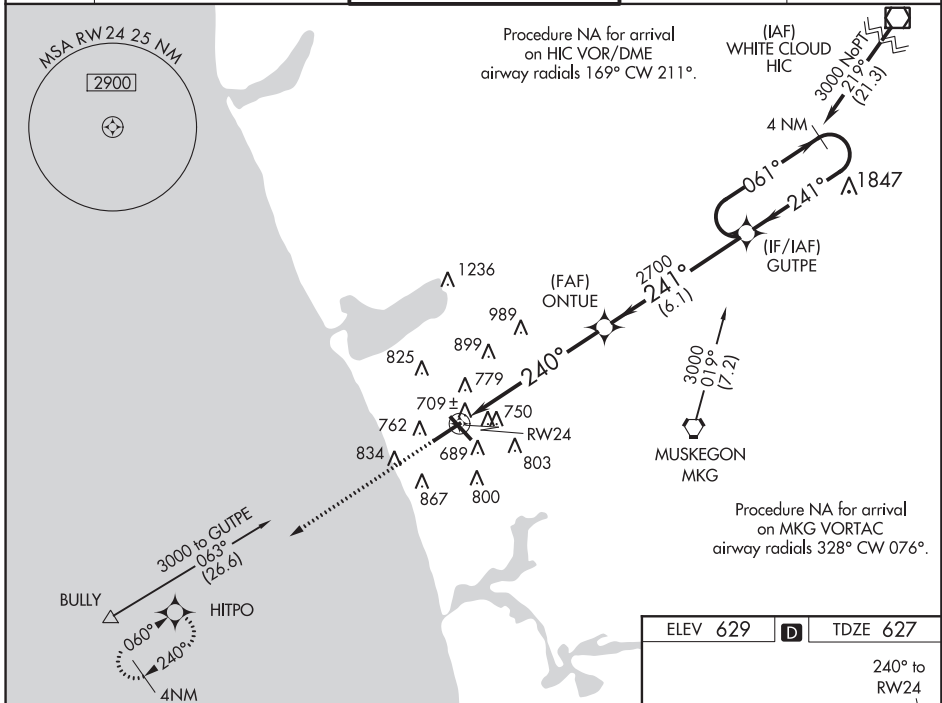 MSA RW24 25 NM
2900
Procedure NA for arrival
on HIC VOR/DME
airway radials 169° CW 211°.
(IAF)
WHITE CLOUD
HIC
3000 NoPT
219°
(21.3)
4 NM
061°
241°
1847
(IF/IAF)
GUTPE
2700
241°
(6.1)
(FAF)
ONTUE
1236
989
899
825
779
240°
709±
750
762
RW24
834
689
803
867
800
3000
019°
(7.2)
MUSKEGON
MKG
Procedure NA for arrival
on MKG VORTAC
airway radials 328° CW 076°.
3000 to GUTPE
063°
(26.6)
BULLY
HITPO
060°
240°
4NM
ELEV 629
D
TDZE 627
240° to
RW24